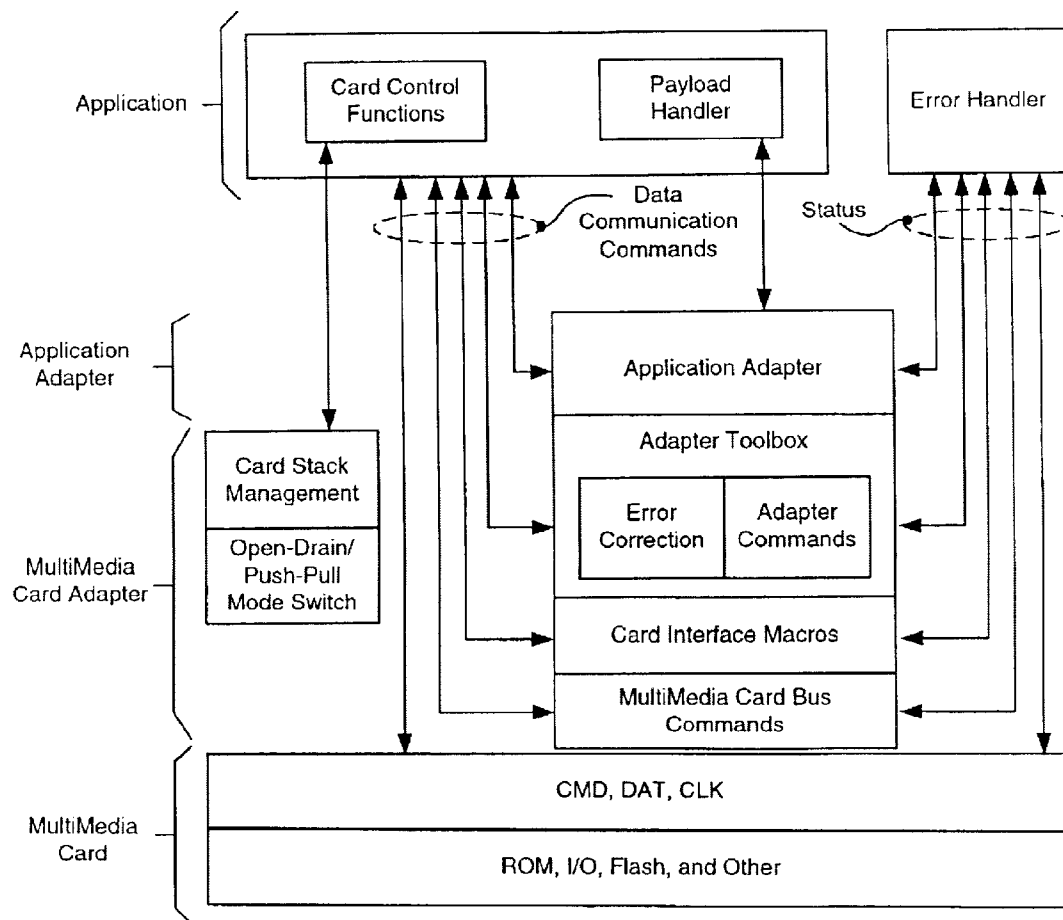 Application
Card Control
Functions
Payload
Handler
Error Handler
Data
Communication
Commands
Status
Application
Adapter
Application Adapter
Adapter Toolbox
Error
Correction
Adapter
Commands
MultiMedia
Card Adapter
Card Stack
Management
Open-Drain/
Push-Pull
Mode Switch
Card Interface Macros
MultiMedia Card Bus
Commands
MultiMedia
Card
CMD, DAT, CLK
ROM, I/O, Flash, and Other